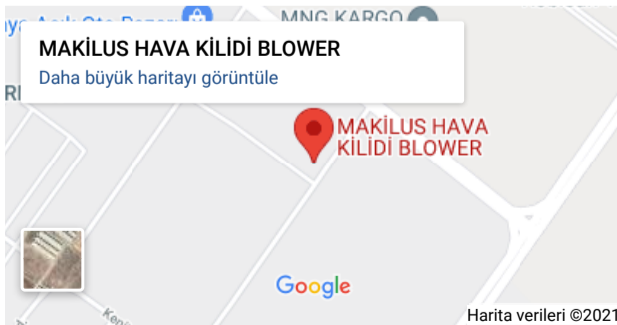 MNG KARGO
MAKİLUS HAVA KİLİDİ BLOWER
Daha büyük haritayı görüntüle
MAKİLUS HAVA
KİLİDİ BLOWER
Google
Harita verileri ©2021